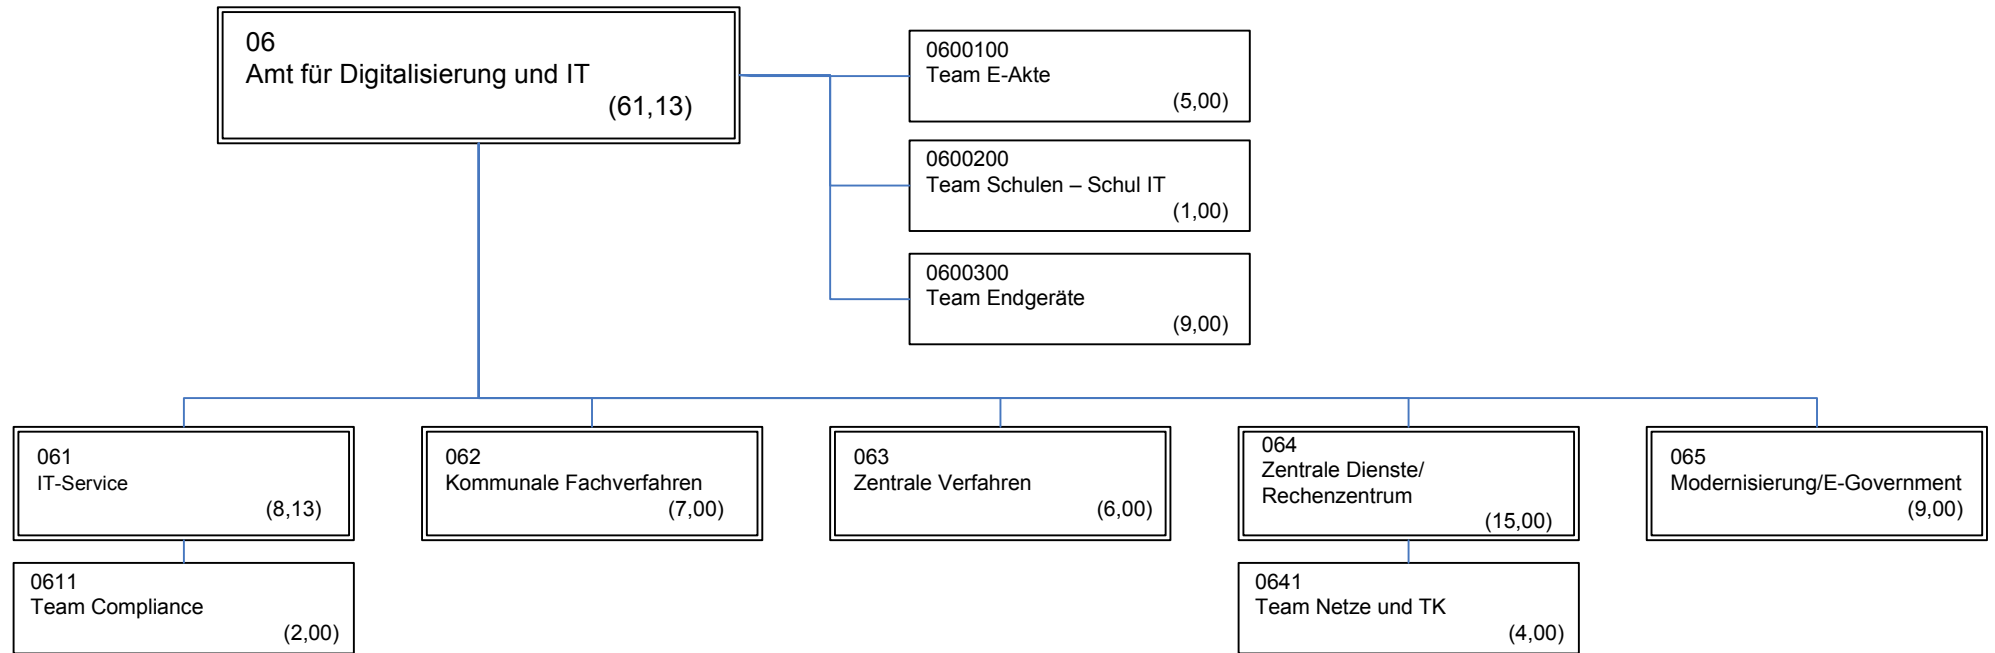 06
Amt für Digitalisierung und IT
(61,13)
0600100
Team E-Akte
(5,00)
0600200
Team Schulen – Schul IT
(1,00)
0600300
Team Endgeräte
(9,00)
061
IT-Service
(8,13)
062
Kommunale Fachverfahren
(7,00)
063
Zentrale Verfahren
(6,00)
064
Zentrale Dienste/
Rechenzentrum
(15,00)
065
Modernisierung/E-Government
(9,00)
0611
Team Compliance
(2,00)
0641
Team Netze und TK
(4,00)